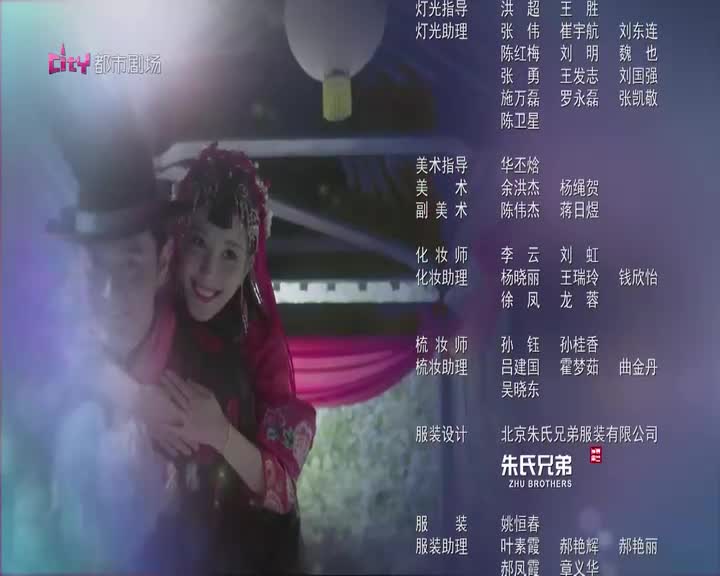 City 都市剧场
灯光指导 洪超 王胜
灯光助理 张伟 崔宇航 刘东连
陈红梅 刘明 魏也
张勇 王发志 刘国强
施万磊 罗永磊 张凯敬
陈卫星
美术指导 华丕焓
美术 余洪杰 杨绳贺
副美术 陈伟杰 蒋日煜
化妆师 李云 刘虹
化妆助理 杨晓丽 王瑞玲 钱欣怡
徐凤 龙蓉
梳妆师 孙钰 孙桂香
梳妆助理 吕建国 霍梦茹 曲金丹
吴晓东
服装设计 北京朱氏兄弟服装有限公司
朱氏兄弟
ZHU BROTHERS
服装 姚恒春
服装助理 叶素霞 郝艳辉 郝艳丽
郝凤霞 章义华